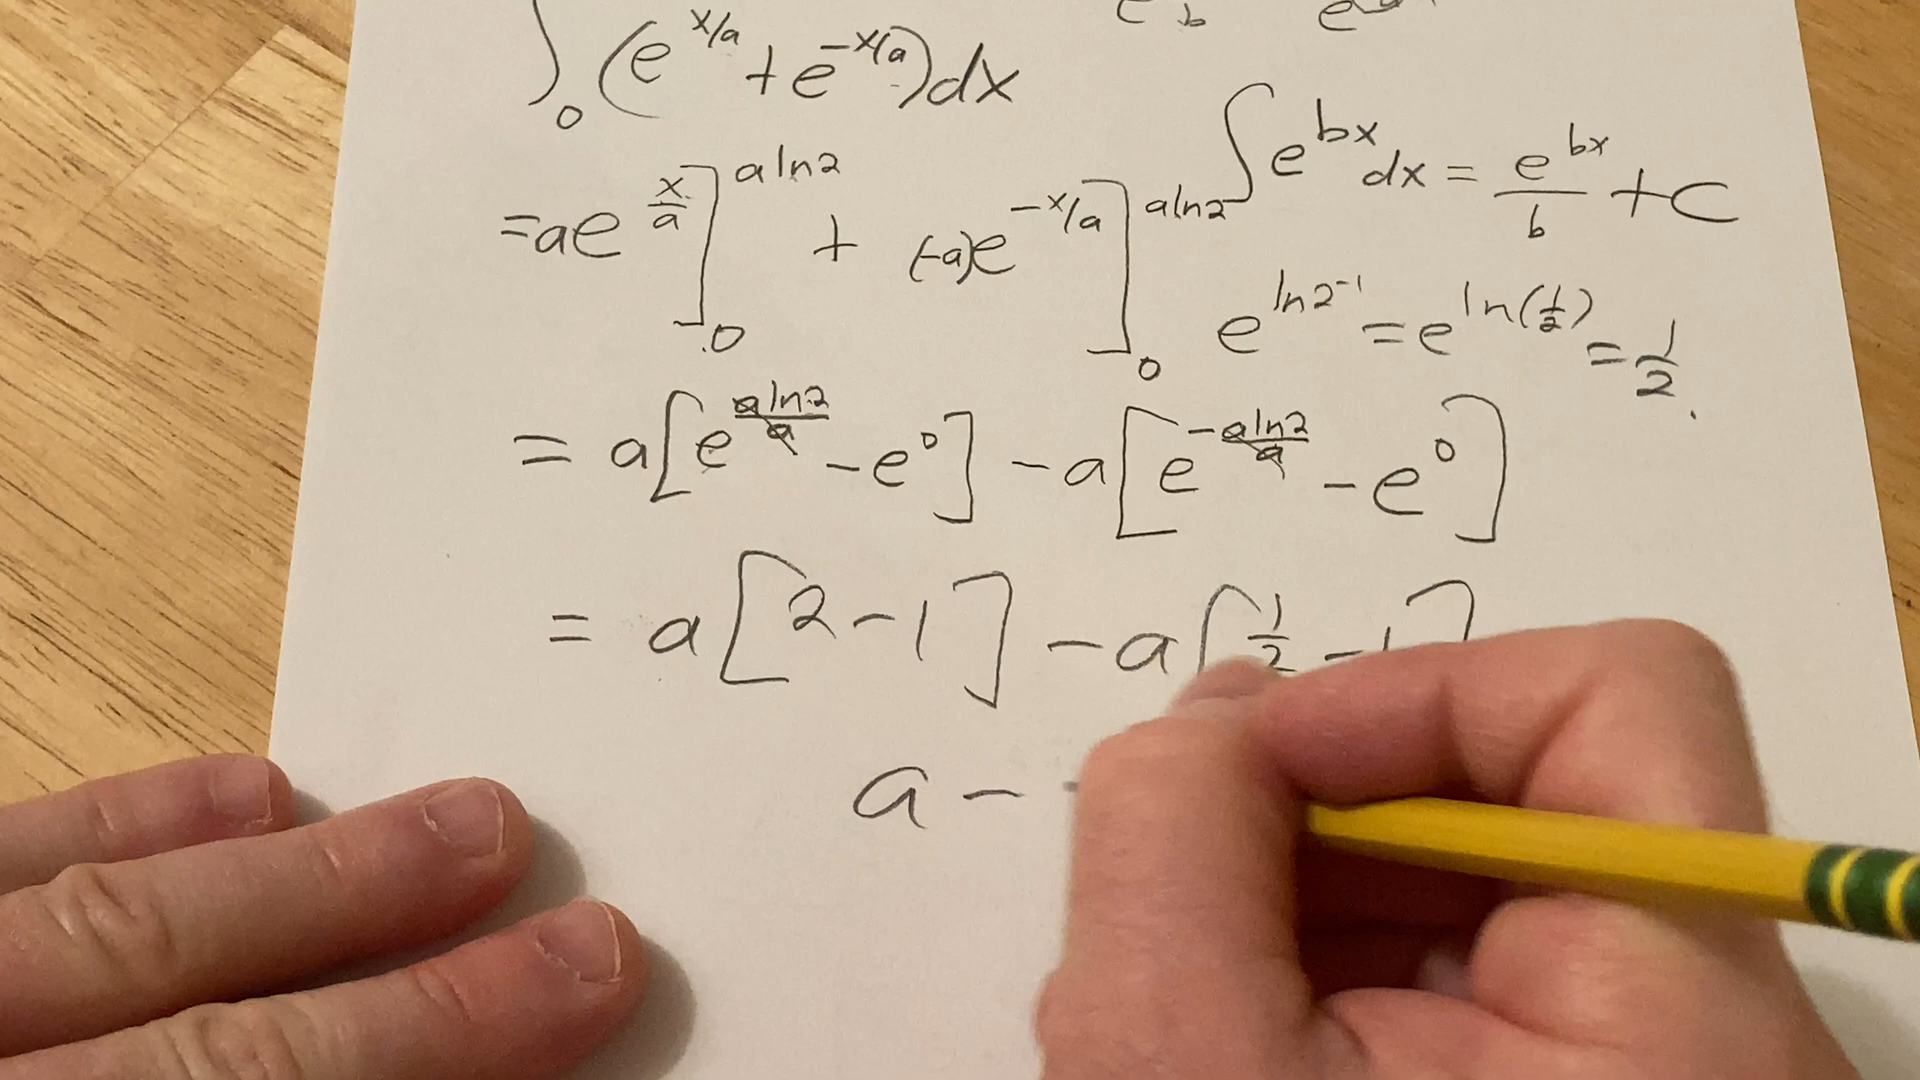 ∫₀ (e^{x/a} + e^{-x/a}) dx
∫ e^{bx} dx = e^{bx}/b + C
= ae^{x/a} ]₀^{a ln2} + (-a)e^{-x/a} ]₀^{a ln2}
e^{ln2⁻¹} = e^{ln(1/2)} = 1/2.
= a[e^{a ln2/a} - e⁰] - a[e^{-a ln2/a} - e⁰]
= a[2 - 1] - a[1/2 - 1]
a -